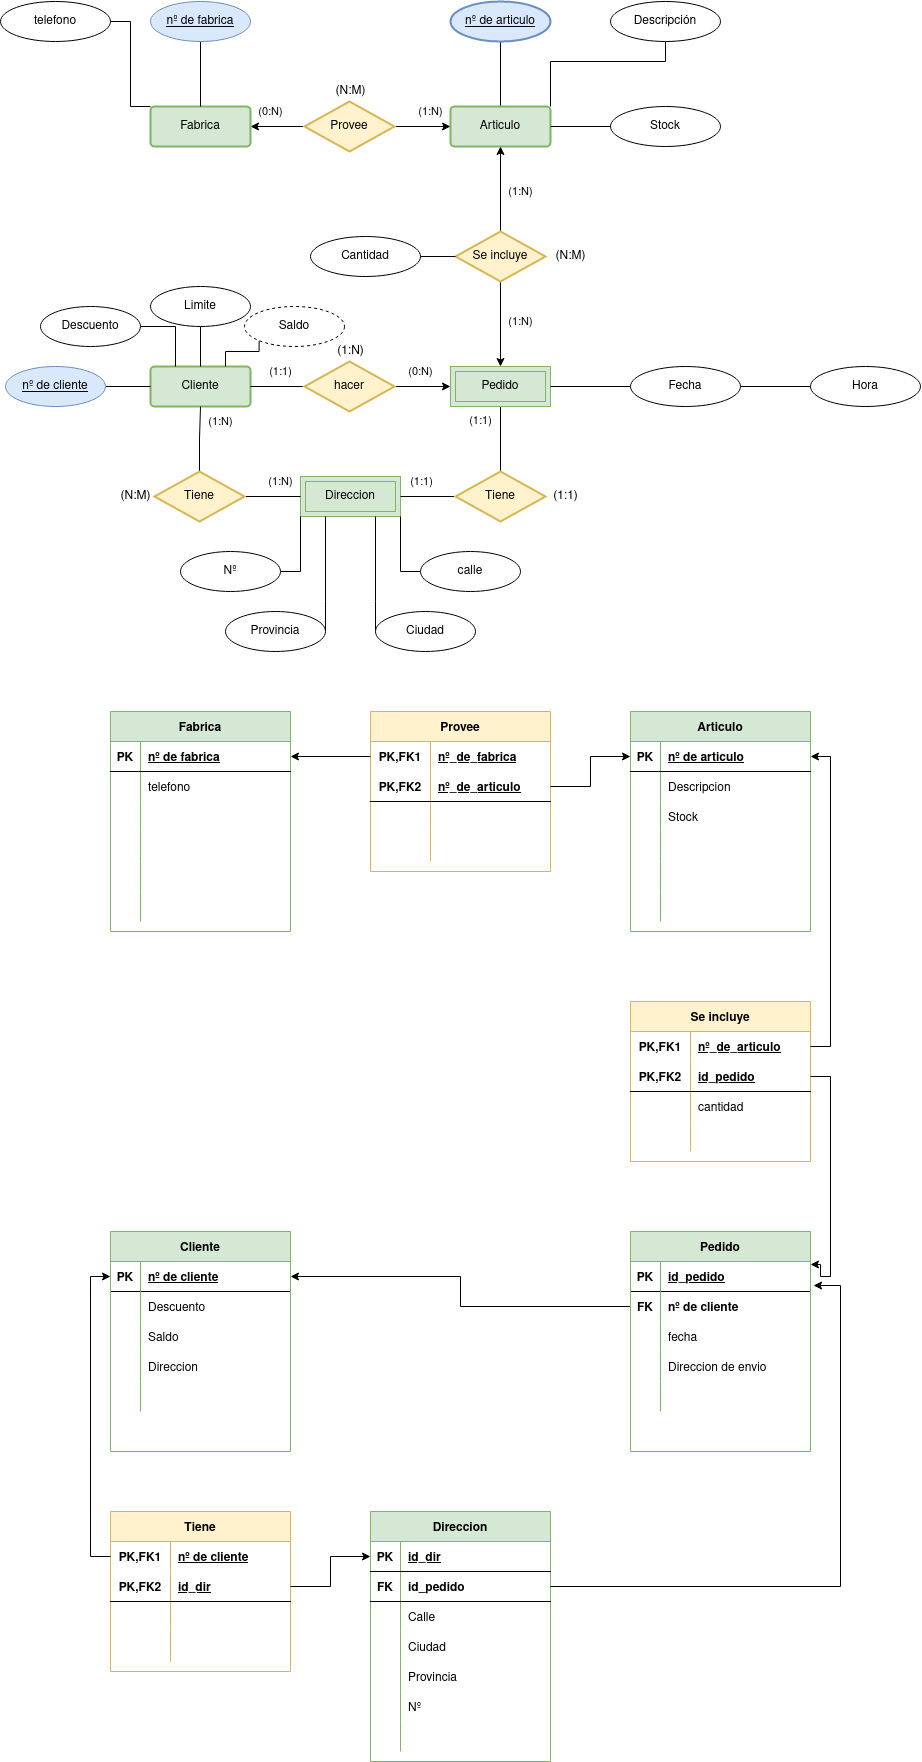 telefono
nº de fabrica
nº de articulo
Descripción
(N:M)
Fabrica
(0:N)
Provee
(1:N)
Articulo
Stock
(1:N)
Cantidad
Se incluye
(N:M)
Limite
Descuento
Saldo
(1:N)
(1:N)
nº de cliente
Cliente
(1:1)
hacer
(0:N)
Pedido
Fecha
Hora
(1:N)
(1:1)
(N:M)
Tiene
(1:N)
Direccion
(1:1)
Tiene
(1:1)
Nº
calle
Provincia
Ciudad
Fabrica
PK nº de fabrica
telefono
Provee
PK,FK1 nº_de_fabrica
PK,FK2 nº_de_articulo
Articulo
PK nº de articulo
Descripcion
Stock
Se incluye
PK,FK1 nº_de_articulo
PK,FK2 id_pedido
cantidad
Cliente
PK nº de cliente
Descuento
Saldo
Direccion
Pedido
PK id_pedido
FK nº de cliente
fecha
Direccion de envio
Tiene
PK,FK1 nº de cliente
PK,FK2 id_dir
Direccion
PK id_dir
FK id_pedido
Calle
Ciudad
Provincia
Nº